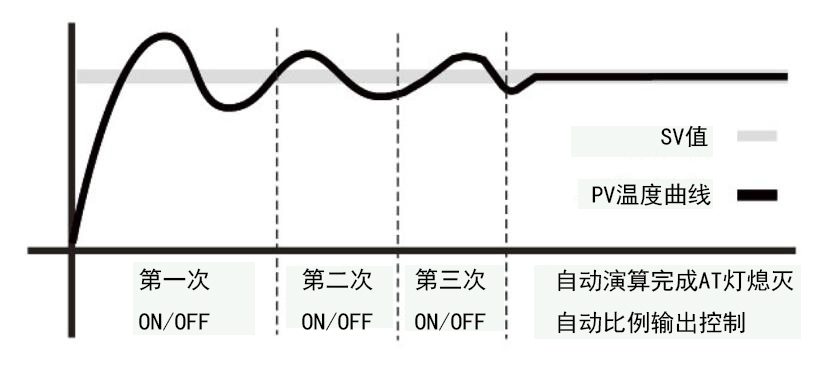 SV值
PV温度曲线
第一次
ON/OFF
第二次
ON/OFF
第三次
ON/OFF
自动演算完成AT灯熄灭
自动比例输出控制